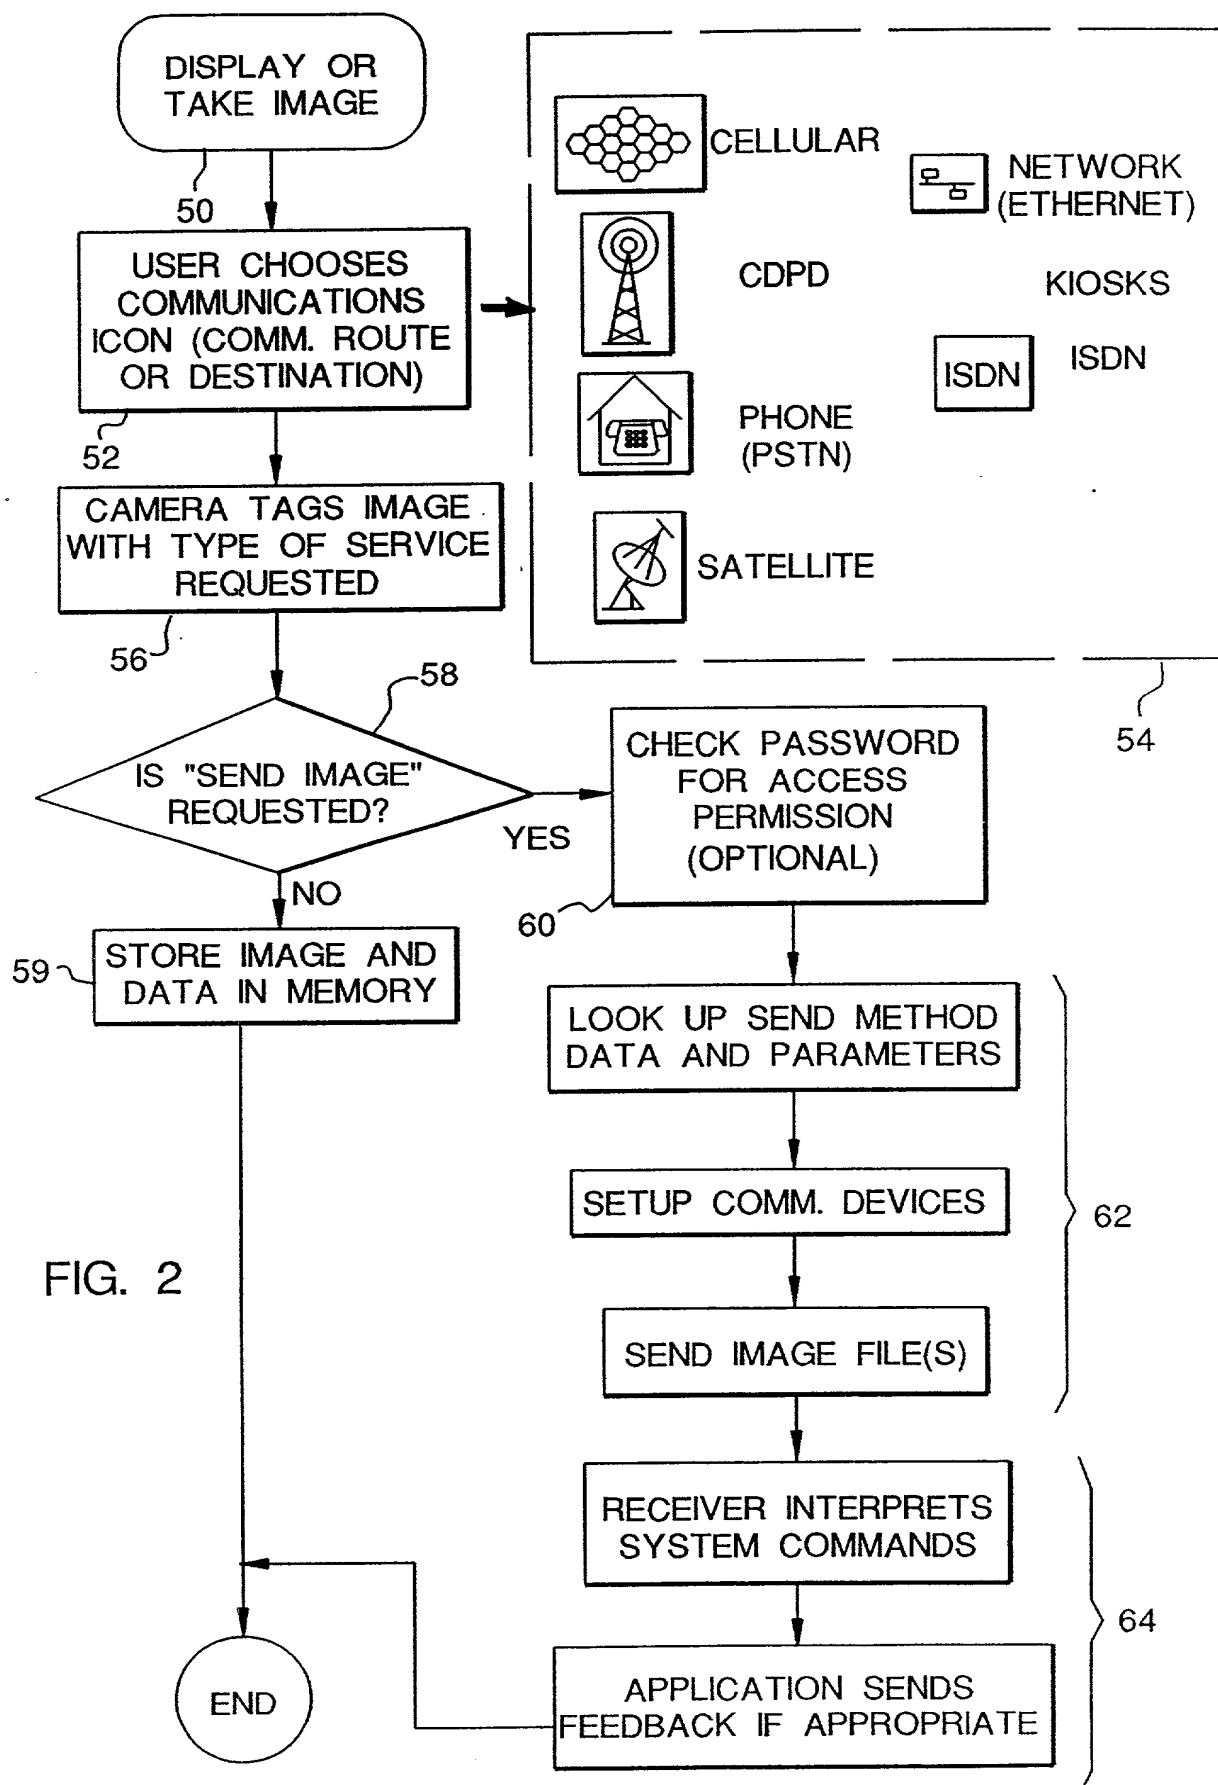 DISPLAY OR
TAKE IMAGE
50
USER CHOOSES
COMMUNICATIONS
ICON (COMM. ROUTE
OR DESTINATION)
52
CELLULAR
NETWORK
(ETHERNET)
CDPD
KIOSKS
ISDN
ISDN
PHONE
(PSTN)
SATELLITE
54
CAMERA TAGS IMAGE
WITH TYPE OF SERVICE
REQUESTED
56
58
IS "SEND IMAGE"
REQUESTED?
YES
NO
CHECK PASSWORD
FOR ACCESS
PERMISSION
(OPTIONAL)
60
59
STORE IMAGE AND
DATA IN MEMORY
LOOK UP SEND METHOD
DATA AND PARAMETERS
SETUP COMM. DEVICES
62
FIG. 2
SEND IMAGE FILE(S)
RECEIVER INTERPRETS
SYSTEM COMMANDS
64
APPLICATION SENDS
FEEDBACK IF APPROPRIATE
END